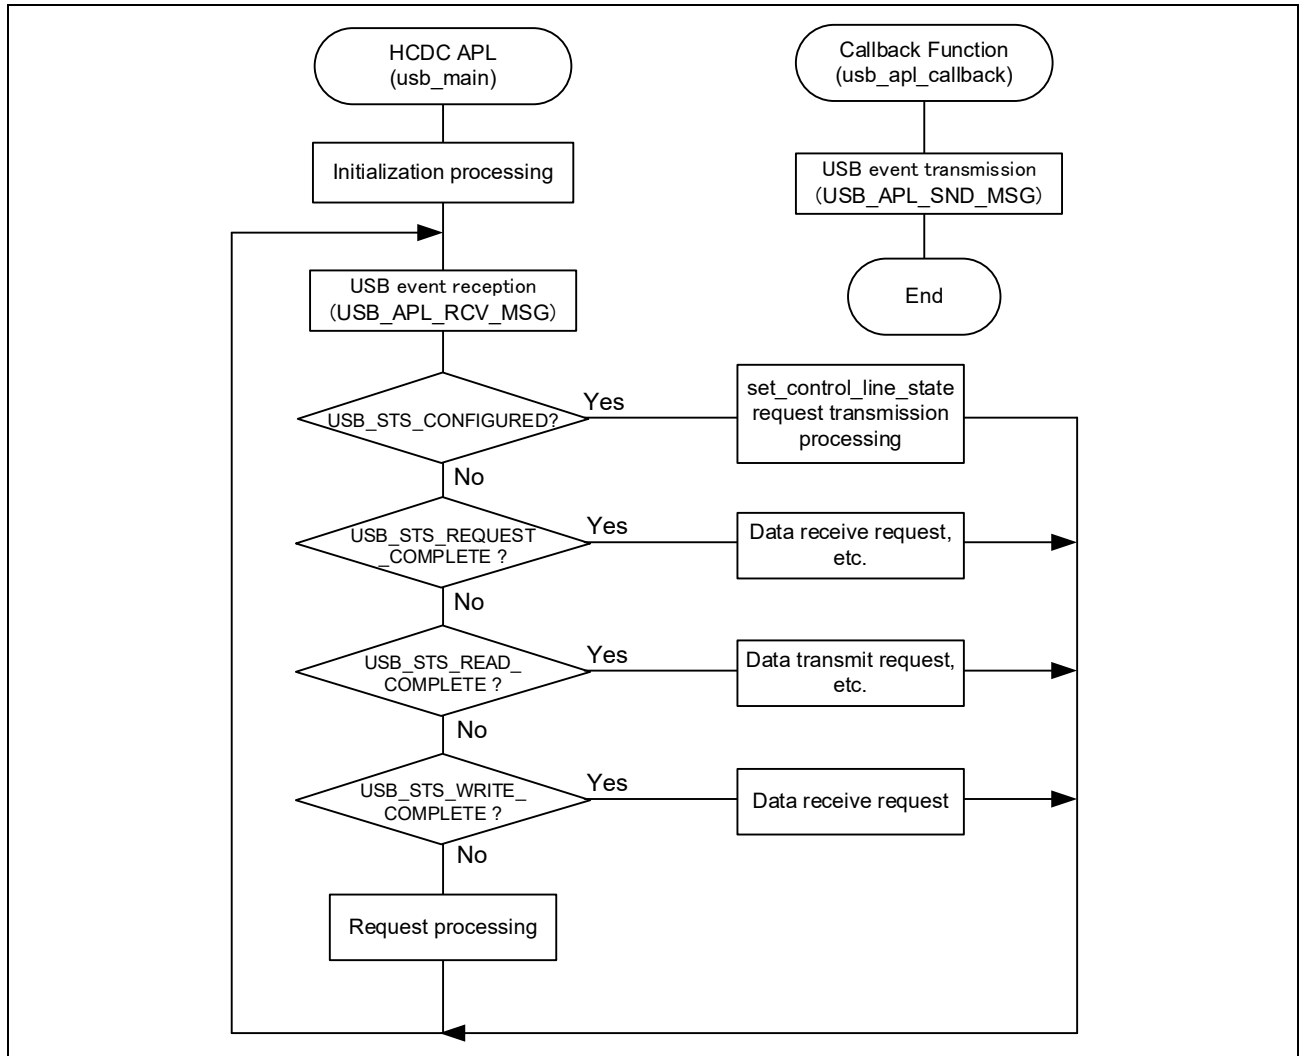 HCDC APL
(usb_main)
Initialization processing
USB event reception
(USB_APL_RCV_MSG)
USB_STS_CONFIGURED?
Yes
set_control_line_state
request transmission
processing
No
USB_STS_REQUEST
_COMPLETE ?
Yes
Data receive request,
etc.
No
USB_STS_READ_
COMPLETE ?
Yes
Data transmit request,
etc.
No
USB_STS_WRITE_
COMPLETE ?
Yes
Data receive request
No
Request processing
Callback Function
(usb_apl_callback)
USB event transmission
(USB_APL_SND_MSG)
End